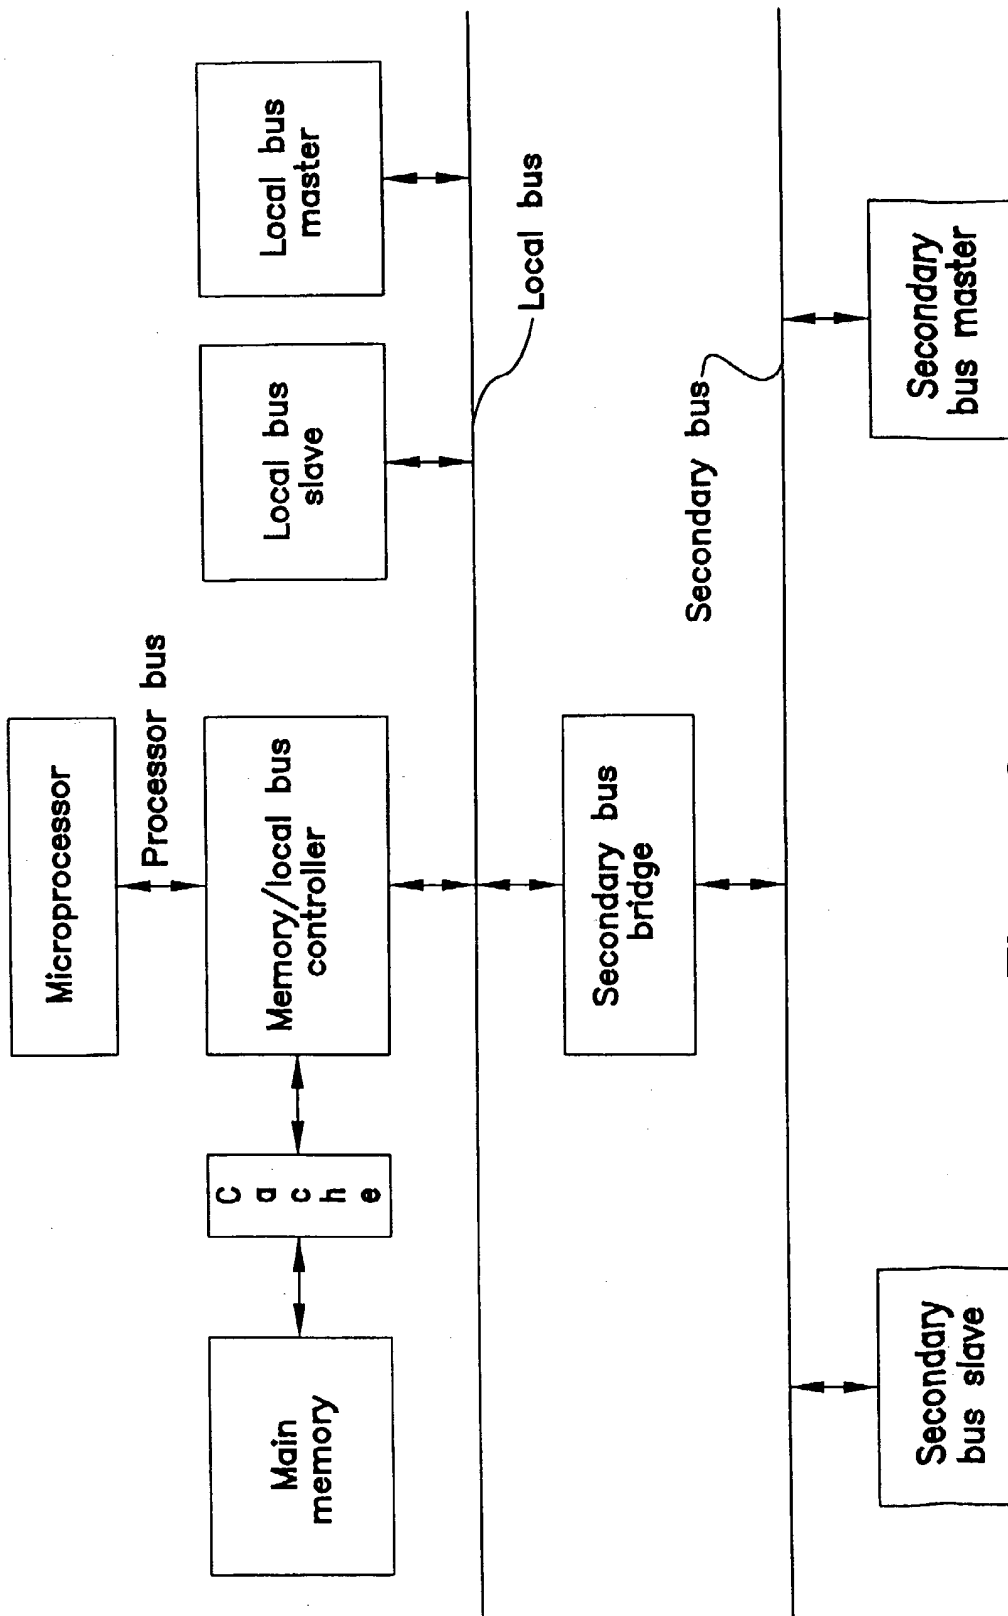 Microprocessor
Processor bus
Main
memory
C
a
c
h
e
Memory/local bus
controller
Local bus
slave
Local bus
master
Local bus
Secondary bus
bridge
Secondary bus
Secondary
bus slave
Secondary
bus master